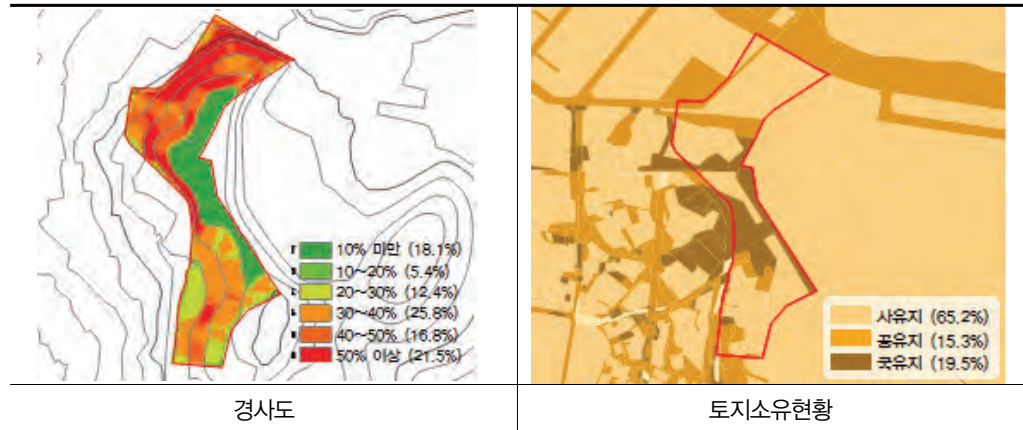 10% 미만 (18.1%)
10~20% (5.4%)
20~30% (12.4%)
30~40% (25.8%)
40~50% (16.8%)
50% 이상 (21.5%)
사유지 (65.2%)
공유지 (15.3%)
국유지 (19.5%)
경사도
토지소유현황